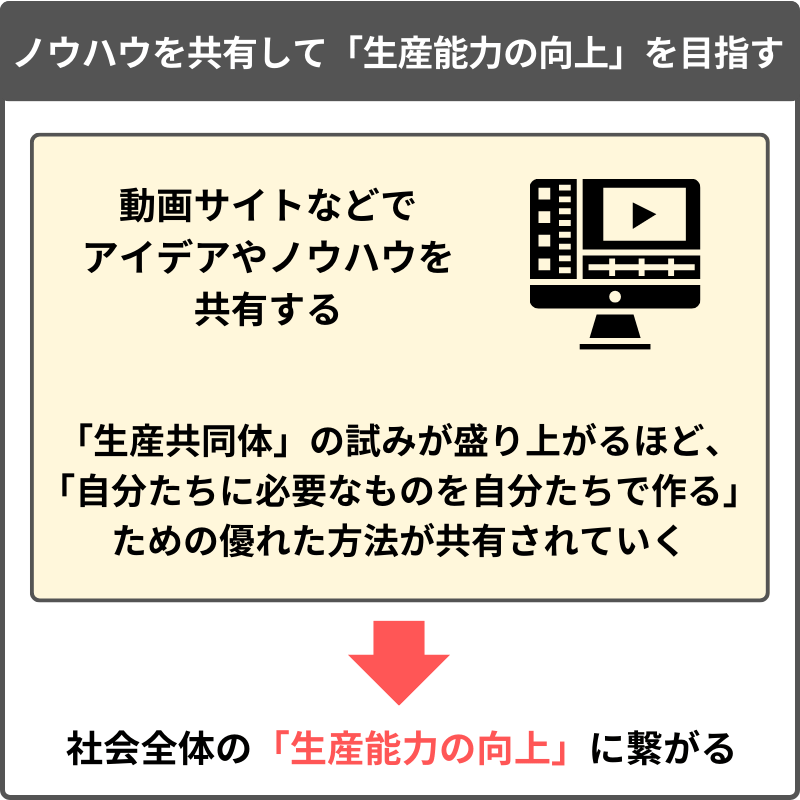 ノウハウを共有して「生産能力の向上」を目指す
動画サイトなどで
アイデアやノウハウを
共有する
「生産共同体」の試みが盛り上がるほど、
「自分たちに必要なものを自分たちで作る」
ための優れた方法が共有されていく
社会全体の「生産能力の向上」に繋がる